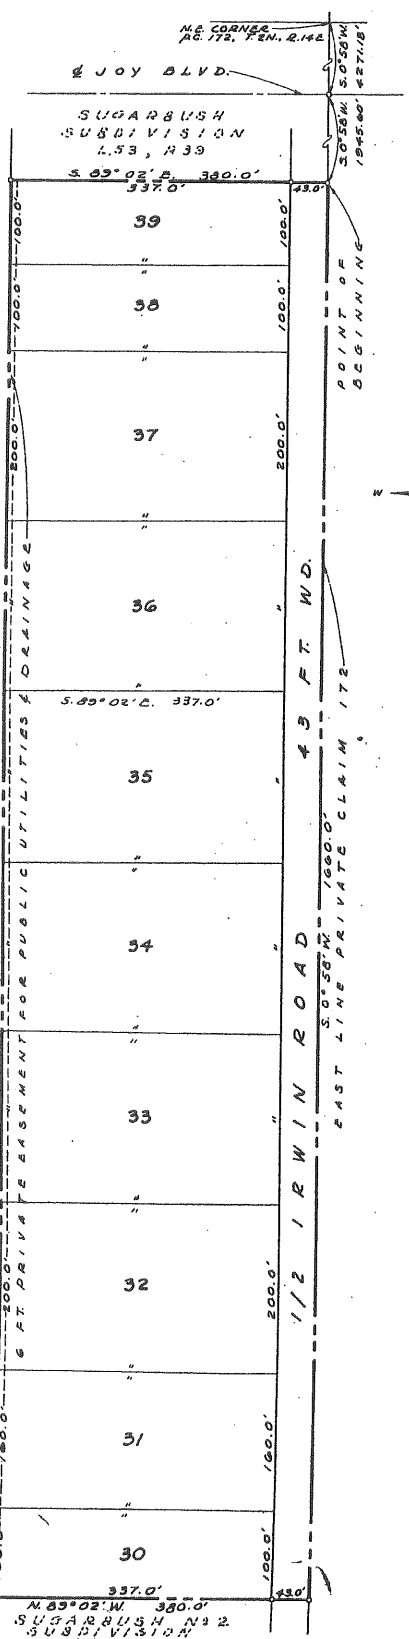 N.E. CORNER
P.C. 172, T.2N., R.14E
S.0°58'W.
4271.18'
℄ JOY BLVD.
S.0°58'W.
1945.60'
SUGARBUSH
SUBDIVISION
L.53, P.39
S. 89° 02' E. 380.0'
337.0'
43.0'
39
100.0'
100.0'
"
"
38
100.0'
100.0'
POINT OF
BEGINNING
"
"
37
200.0'
200.0'
W
"
"
36
"
"
S. 89° 02' E. 337.0'
35
"
"
"
34
"
"
"
33
"
"
"
32
200.0'
200.0'
"
"
31
160.0'
160.0'
"
"
30
100.0'
337.0'
43.0'
N. 89° 02' W. 380.0'
SUGARBUSH Nº 2
SUBDIVISION
6 FT. PRIVATE EASEMENT FOR PUBLIC UTILITIES & DRAINAGE
1/2 IRWIN ROAD 43 FT. WD.
S. 0° 58' W. 1660.0'
EAST LINE PRIVATE CLAIM 172